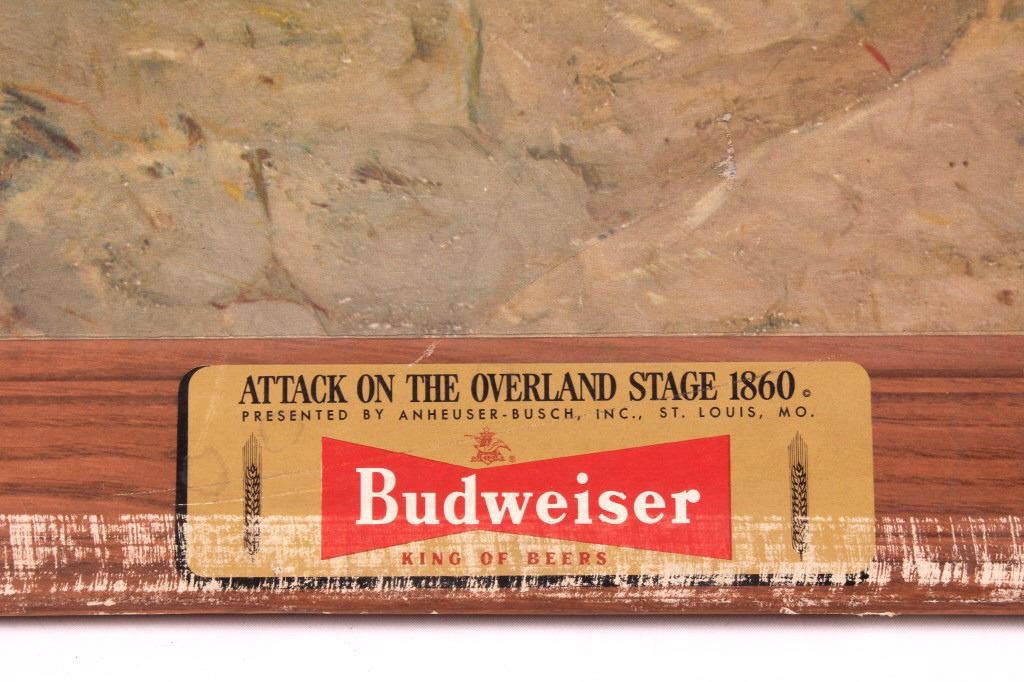 ATTACK ON THE OVERLAND STAGE 1860 ©
PRESENTED BY ANHEUSER-BUSCH, INC., ST. LOUIS, MO.
®
Budweiser
KING OF BEERS